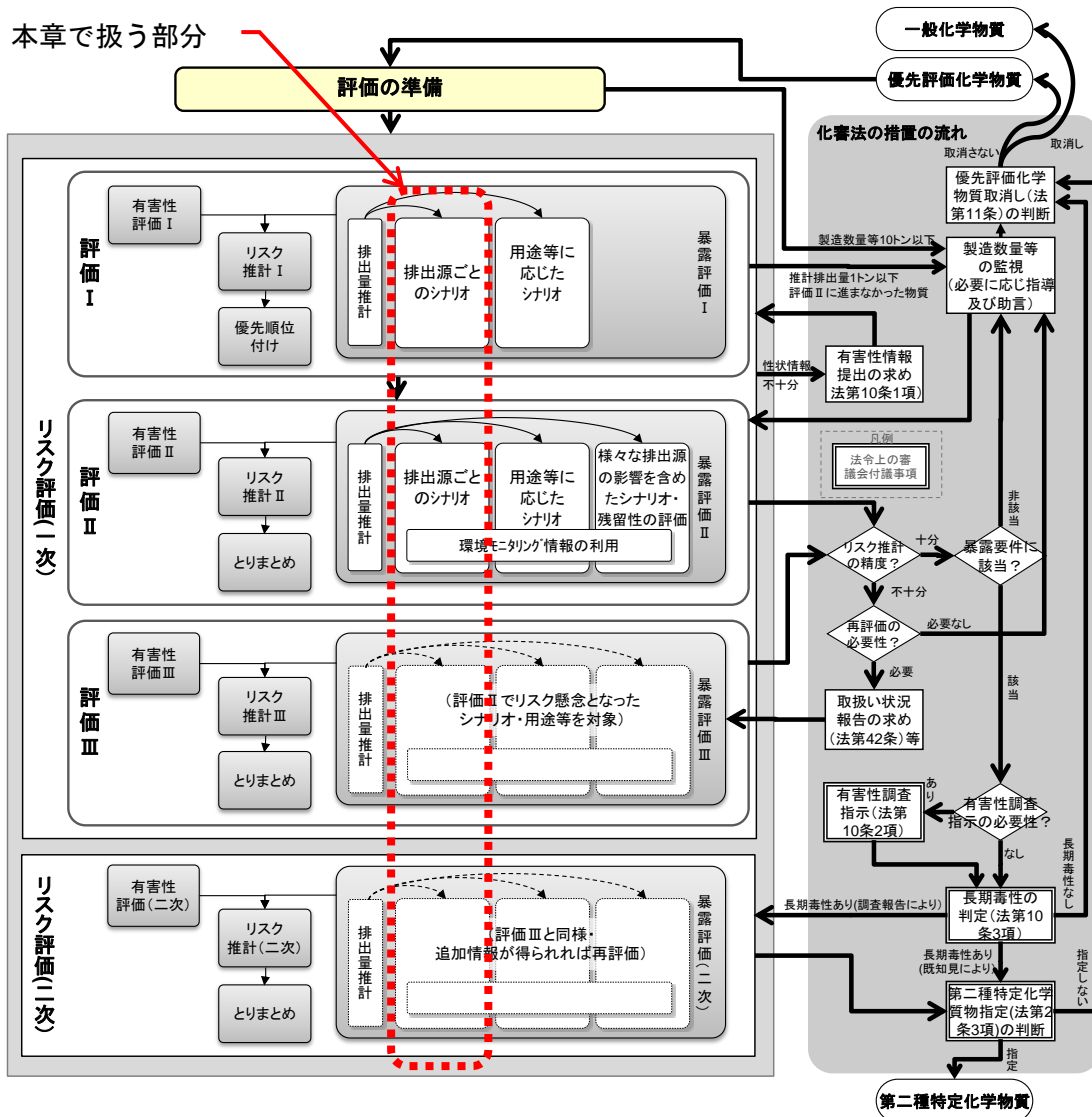 本章で扱う部分
一般化学物質
優先評価化学物質
評価の準備
化審法の措置の流れ
取消さない
取消し
優先評価化学
物質取消し(法
第11条)の判断
製造数量等10トン以下
製造数量等
の監視
(必要に応じ指導
及び助言)
推計排出量1トン以下
評価Ⅱに進まなかった物質
性状情報
不十分
有害性情報
提出の求め
法第10条1項
凡例
法令上の審
議会付議事項
リスク評価(一次)
評価Ⅰ
有害性
評価Ⅰ
リスク
推計Ⅰ
優先順位
付け
排出量推計
排出源ごと
のシナリオ
用途等に
応じた
シナリオ
暴露評価Ⅰ
評価Ⅱ
有害性
評価Ⅱ
リスク
推計Ⅱ
とりまとめ
排出量推計
排出源ごと
のシナリオ
用途等に
応じた
シナリオ
様々な排出源
の影響を含め
たシナリオ・
残留性の評価
環境モニタリング情報の利用
暴露評価Ⅱ
リスク推計
の精度?
十分
不十分
暴露要件に
該当?
非該当
該当
再評価の
必要性?
必要なし
必要
取扱い状況
報告の求め
(法第42条)等
評価Ⅲ
有害性
評価Ⅲ
リスク
推計Ⅲ
とりまとめ
排出量推計
(評価Ⅱでリスク懸念となった
シナリオ・用途等を対象)
暴露評価Ⅲ
有害性調査
指示(法第
10条2項)
あり
有害性調査
指示の必要性?
なし
長期毒性なし
リスク評価(二次)
有害性
評価(二次)
リスク
推計(二次)
とりまとめ
排出量推計
(評価Ⅲと同様・
追加情報が得られれば再評価)
暴露評価(二次)
長期毒性あり(調査報告により)
長期毒性の
判定(法第10
条3項)
長期毒性あり
(既知見により)
指定しない
第二種特定化学
質物指定(法第2
条3項)の判断
指定
第二種特定化学物質